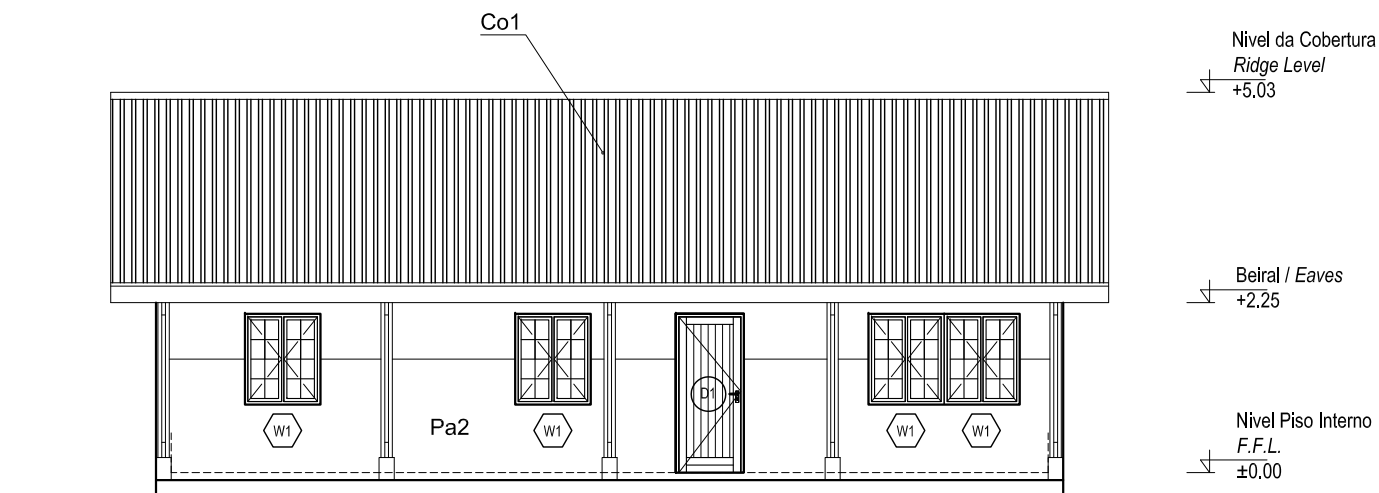 Co1
Nivel da Cobertura
Ridge Level
+5.03
Beiral / Eaves
+2.25
D1
W1
Pa2
W1
W1
W1
Nivel Piso Interno
F.F.L.
±0,00